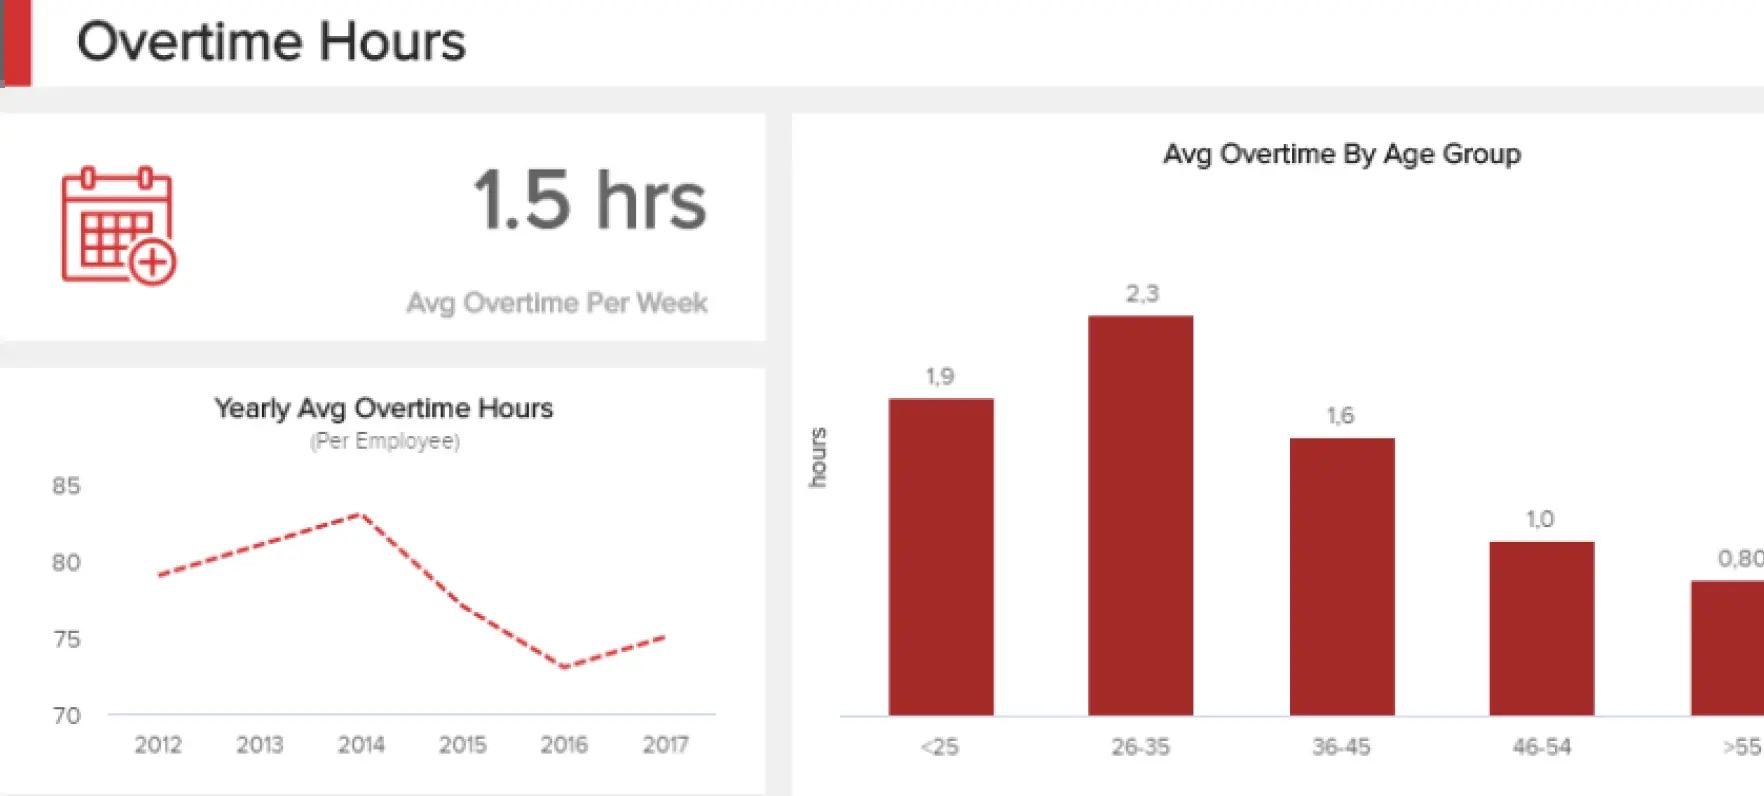 Overtime Hours
1.5 hrs
Avg Overtime Per Week
Yearly Avg Overtime Hours
(Per Employee)
85
80
75
70
2012 2013 2014 2015 2016 2017
Avg Overtime By Age Group
hours
1,9
2,3
1,6
1,0
0,80
<25 26-35 36-45 46-54 >55